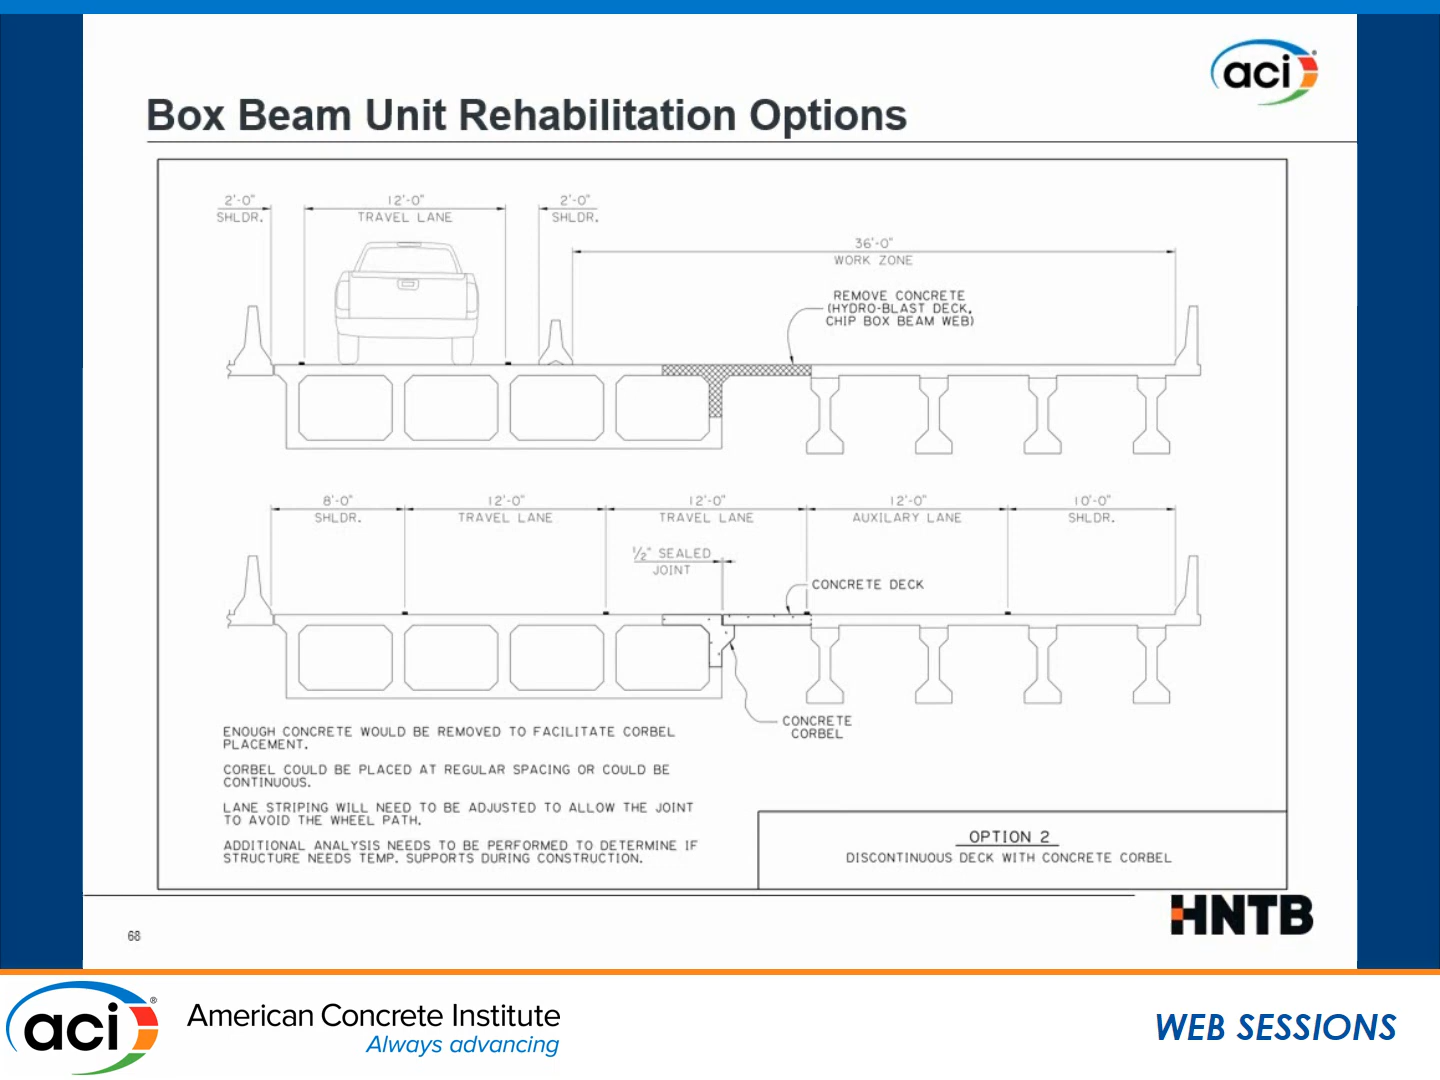 aci
Box Beam Unit Rehabilitation Options
2'-0" 12'-0" 2'-0"
SHLDR. TRAVEL LANE SHLDR.
36'-0"
WORK ZONE
REMOVE CONCRETE
(HYDRO-BLAST DECK,
CHIP BOX BEAM WEB)
8'-0" 12'-0" 12'-0" 12'-0" 10'-0"
SHLDR. TRAVEL LANE TRAVEL LANE AUXILARY LANE SHLDR.
½" SEALED
JOINT
CONCRETE DECK
CONCRETE
CORBEL
ENOUGH CONCRETE WOULD BE REMOVED TO FACILITATE CORBEL
PLACEMENT.
CORBEL COULD BE PLACED AT REGULAR SPACING OR COULD BE
CONTINUOUS.
LANE STRIPING WILL NEED TO BE ADJUSTED TO ALLOW THE JOINT
TO AVOID THE WHEEL PATH.
ADDITIONAL ANALYSIS NEEDS TO BE PERFORMED TO DETERMINE IF
STRUCTURE NEEDS TEMP. SUPPORTS DURING CONSTRUCTION.
OPTION 2
DISCONTINUOUS DECK WITH CONCRETE CORBEL
HNTB
68
aci®
American Concrete Institute
Always advancing
WEB SESSIONS